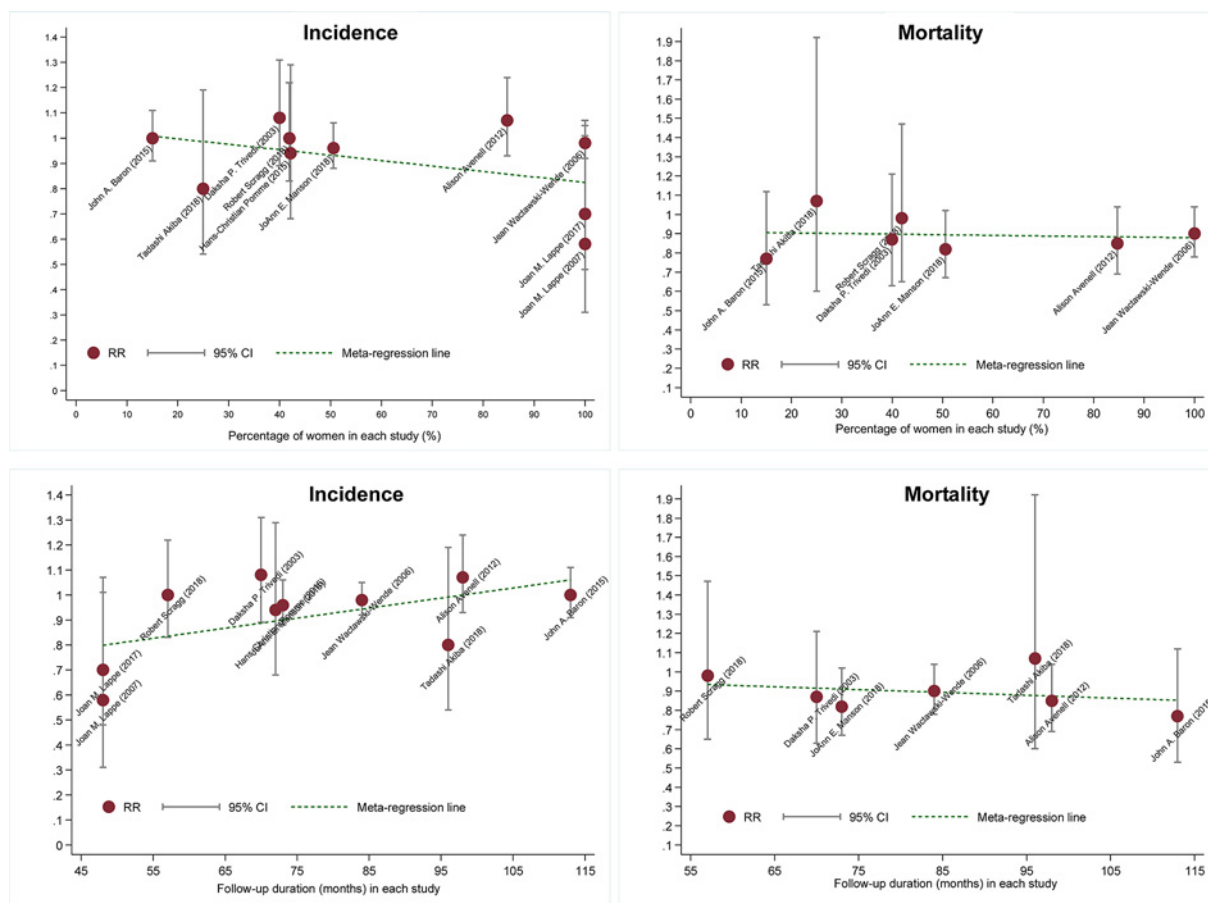 Incidence
1.4
1.3
1.2
1.1
1
.9
.8
.7
.6
.5
.4
.3
.2
.1
0
John A. Baron (2015)
Tadashi Akiba (2018)
Daksha P. Trivedi (2003)
Robert Scragg (2018)
Hans-Christian Pomme (2015)
JoAnn E. Manson (2018)
Alison Avenell (2012)
Jean Wactawski-Wende (2006)
Joan M. Lappe (2017)
Joan M. Lappe (2007)
RR 95% CI Meta-regression line
0 10 20 30 40 50 60 70 80 90 100
Percentage of women in each study (%)
Mortality
1.9
1.8
1.7
1.6
1.5
1.4
1.3
1.2
1.1
1
.9
.8
.7
.6
.5
.4
.3
.2
.1
John A. Baron (2015)
Tadashi Akiba (2018)
Robert Scragg (2018)
Daksha P. Trivedi (2003)
JoAnn E. Manson (2018)
Alison Avenell (2012)
Jean Wactawski-Wende (2006)
RR 95% CI Meta-regression line
0 10 20 30 40 50 60 70 80 90 100
Percentage of women in each study (%)
Incidence
1.4
1.3
1.2
1.1
1
.9
.8
.7
.6
.5
.4
.3
.2
.1
0
Joan M. Lappe (2017)
Joan M. Lappe (2007)
Robert Scragg (2018)
Daksha P. Trivedi (2003)
Jean Wactawski-Wende (2006)
Tadashi Akiba (2018)
Alison Avenell (2012)
John A. Baron (2015)
RR 95% CI Meta-regression line
45 55 65 75 85 95 105 115
Follow-up duration (months) in each study
Mortality
1.9
1.8
1.7
1.6
1.5
1.4
1.3
1.2
1.1
1
.9
.8
.7
.6
.5
.4
.3
.2
.1
Robert Scragg (2018)
Daksha P. Trivedi (2003)
JoAnn E. Manson (2018)
Jean Wactawski-Wende (2006)
Tadashi Akiba (2018)
Alison Avenell (2012)
John A. Baron (2015
RR 95% CI Meta-regression line
55 65 75 85 95 105 115
Follow-up duration (months) in each study